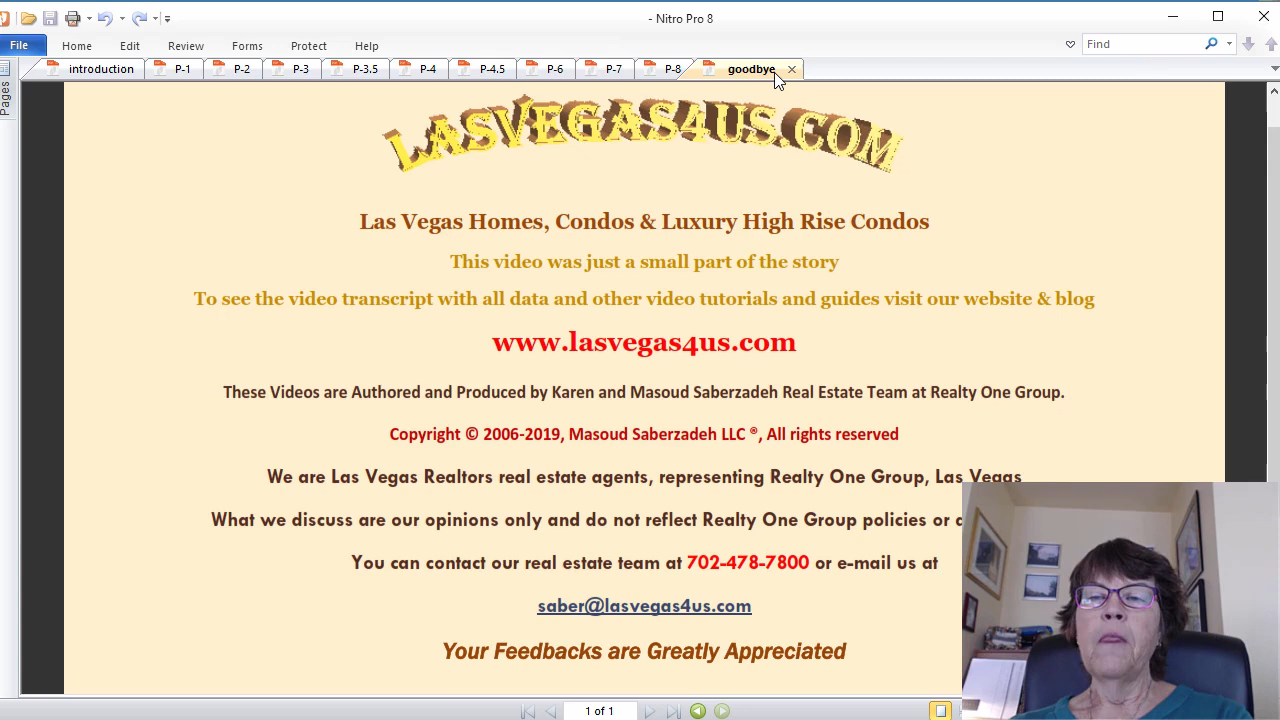 - Nitro Pro 8
File Home Edit Review Forms Protect Help Find
introduction P-1 P-2 P-3 P-3.5 P-4 P-4.5 P-6 P-7 P-8 goodbye
Pages
LASVEGAS4US.COM
Las Vegas Homes, Condos & Luxury High Rise Condos
This video was just a small part of the story
To see the video transcript with all data and other video tutorials and guides visit our website & blog
www.lasvegas4us.com
These Videos are Authored and Produced by Karen and Masoud Saberzadeh Real Estate Team at Realty One Group.
Copyright © 2006-2019, Masoud Saberzadeh LLC ®, All rights reserved
We are Las Vegas Realtors real estate agents, representing Realty One Group, Las Vegas
What we discuss are our opinions only and do not reflect Realty One Group policies or
You can contact our real estate team at 702-478-7800 or e-mail us at
saber@lasvegas4us.com
Your Feedbacks are Greatly Appreciated
1 of 1